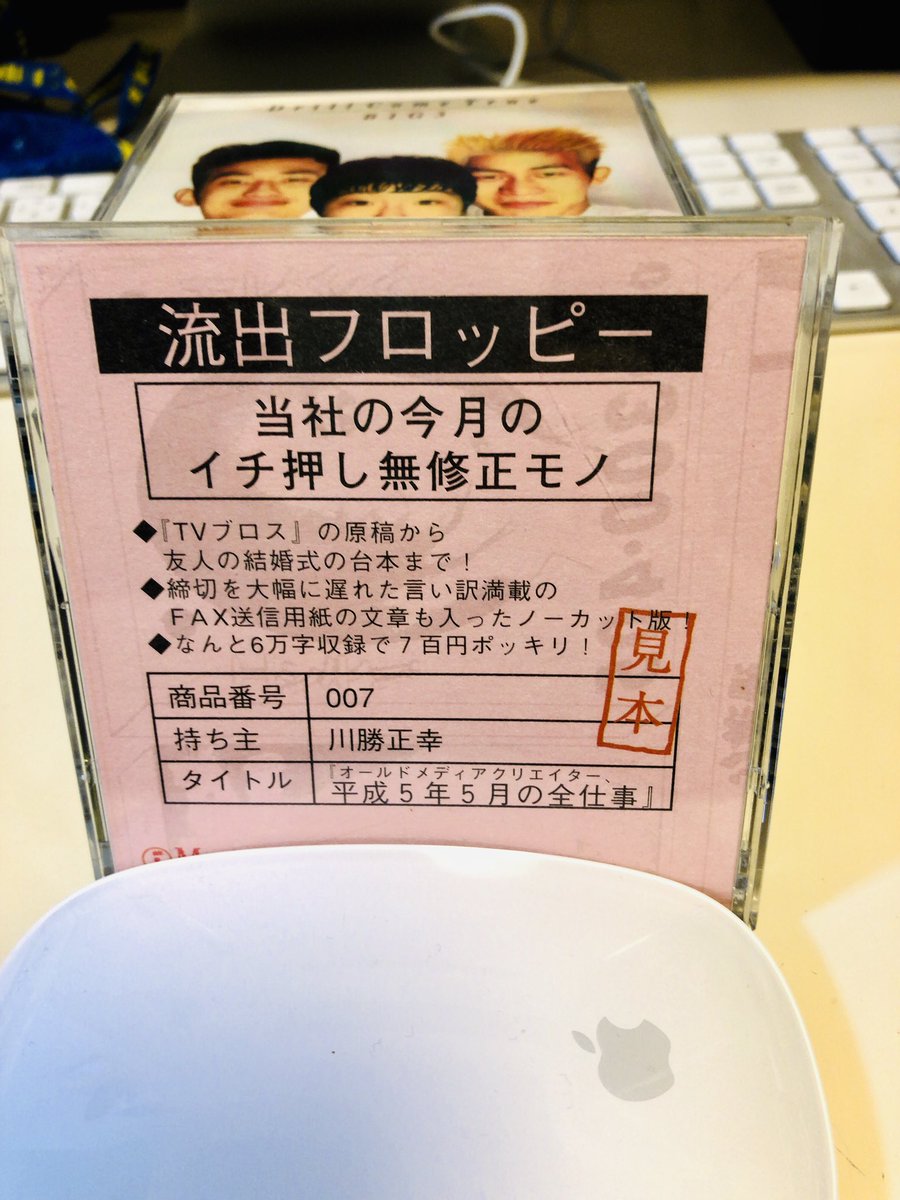 Drill Come True
BIG3
流出フロッピー
当社の今月の
イチ押し無修正モノ
◆『TVブロス』の原稿から
友人の結婚式の台本まで！
◆締切を大幅に遅れた言い訳満載の
FAX送信用紙の文章も入ったノーカット版！
◆なんと6万字収録で７百円ポッキリ！
見本
商品番号 007
持ち主 川勝正幸
タイトル 『オールドメディアクリエイター、
平成５年５月の全仕事』